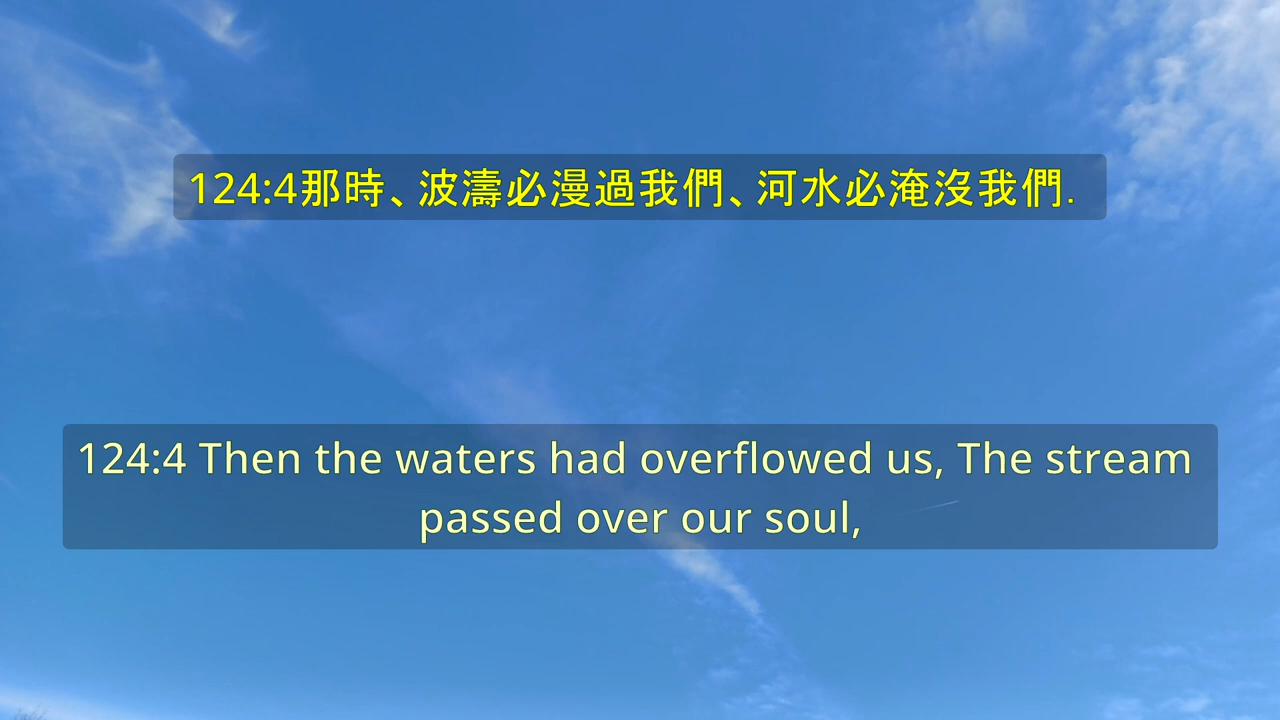 124:4那時、波濤必漫過我們、河水必淹沒我們.
124:4 Then the waters had overflowed us, The stream
passed over our soul,